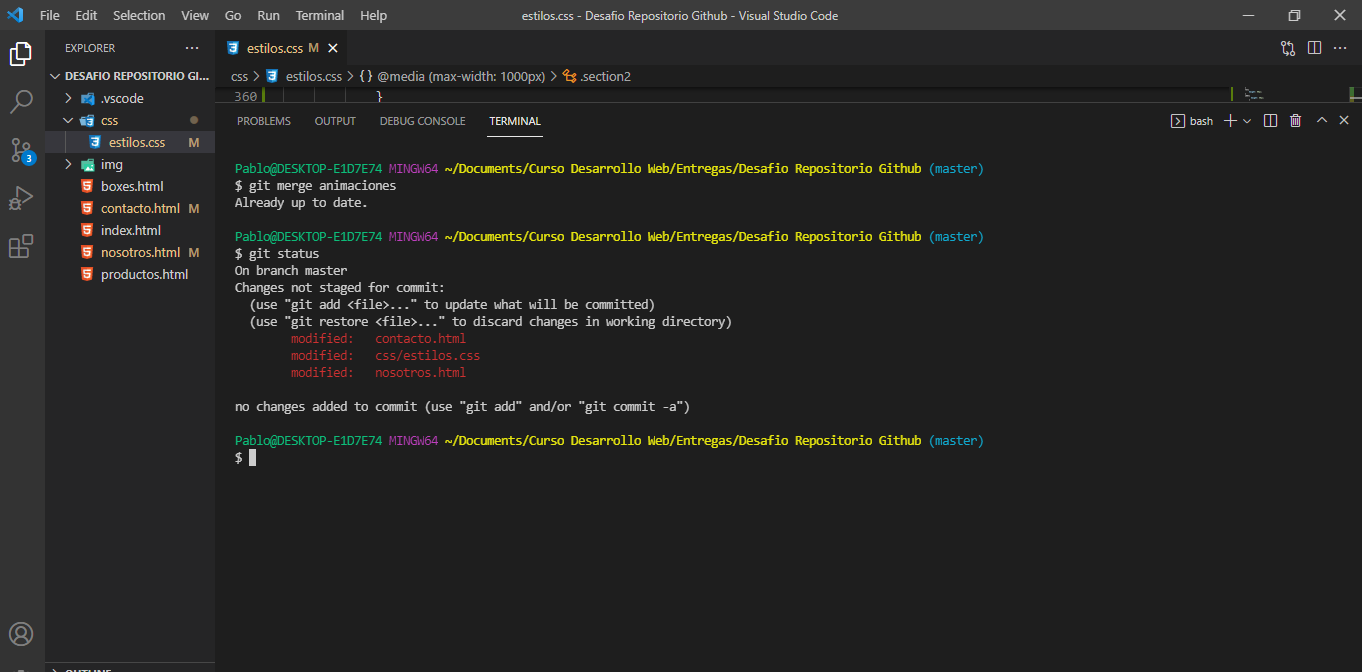 File Edit Selection View Go Run Terminal Help
estilos.css - Desafio Repositorio Github - Visual Studio Code
EXPLORER
DESAFIO REPOSITORIO GI...
.vscode
css
estilos.css M
img
boxes.html
contacto.html M
index.html
nosotros.html M
productos.html
3
estilos.css M
css > estilos.css > {} @media (max-width: 1000px) > .section2
360 }
PROBLEMS OUTPUT DEBUG CONSOLE TERMINAL
bash
Pablo@DESKTOP-E1D7E74 MINGW64 ~/Documents/Curso Desarrollo Web/Entregas/Desafio Repositorio Github (master)
$ git merge animaciones
Already up to date.
Pablo@DESKTOP-E1D7E74 MINGW64 ~/Documents/Curso Desarrollo Web/Entregas/Desafio Repositorio Github (master)
$ git status
On branch master
Changes not staged for commit:
(use "git add <file>..." to update what will be committed)
(use "git restore <file>..." to discard changes in working directory)
modified: contacto.html
modified: css/estilos.css
modified: nosotros.html
no changes added to commit (use "git add" and/or "git commit -a")
Pablo@DESKTOP-E1D7E74 MINGW64 ~/Documents/Curso Desarrollo Web/Entregas/Desafio Repositorio Github (master)
$
OUTLINE